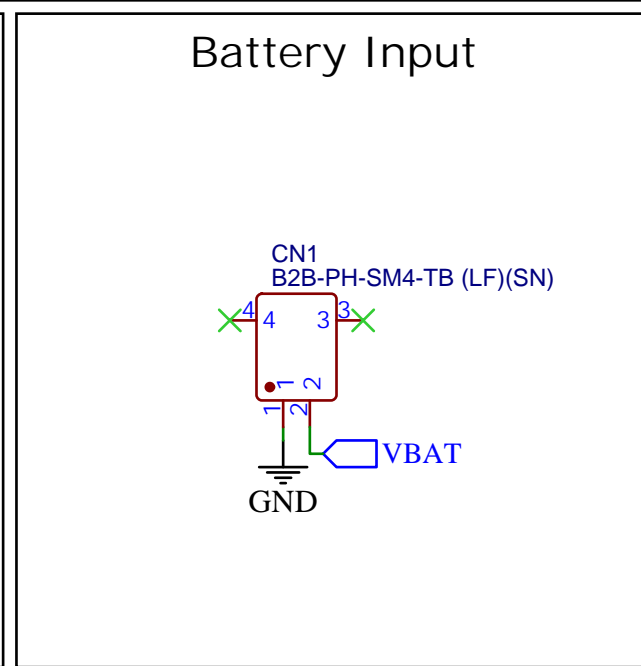 Battery Input
CN1
B2B-PH-SM4-TB (LF)(SN)
4 4 3 3
1 2
1 2
VBAT
GND